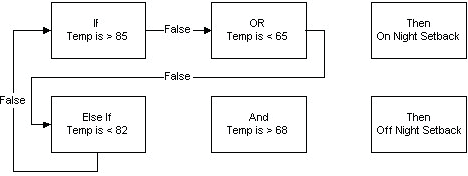 If
Temp is > 85
False
OR
Temp is < 65
Then
On Night Setback
False
False
Else If
Temp is < 82
And
Temp is > 68
Then
Off Night Setback